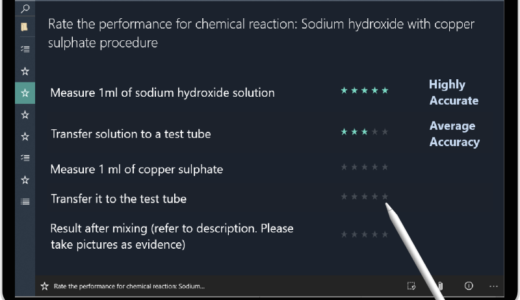 Rate the performance for chemical reaction: Sodium hydroxide with copper
sulphate procedure
Measure 1ml of sodium hydroxide solution
Highly
Accurate
Transfer solution to a test tube
Average
Accuracy
Measure 1 ml of copper sulphate
Transfer it to the test tube
Result after mixing (refer to description. Please
take pictures as evidence)
Rate the performance for chemical reaction: Sodium...